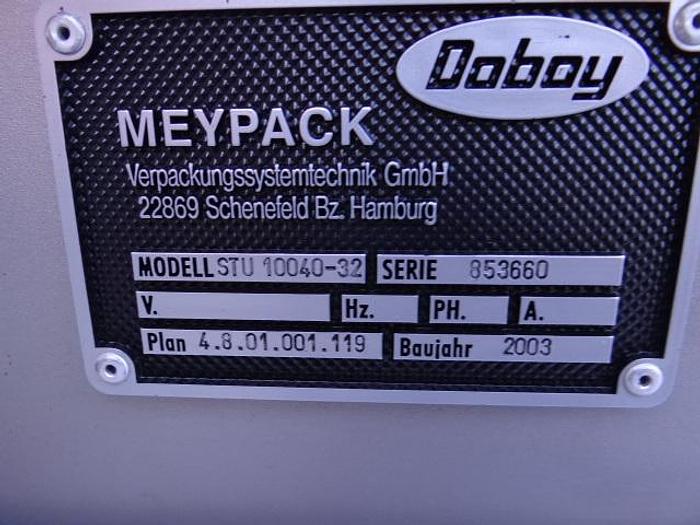 Doboy
MEYPACK
Verpackungssystemtechnik GmbH
22869 Schenefeld Bz. Hamburg
MODELL STU 10040-32 SERIE 853660
V. Hz. PH. A.
Plan 4.8.01.001.119 Baujahr 2003